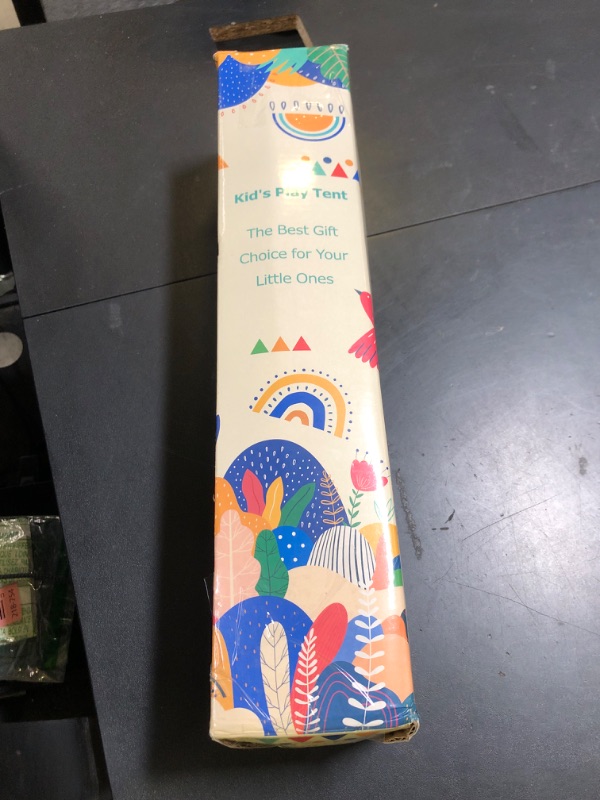 Kid's Play Tent
The Best Gift
Choice for Your
Little Ones